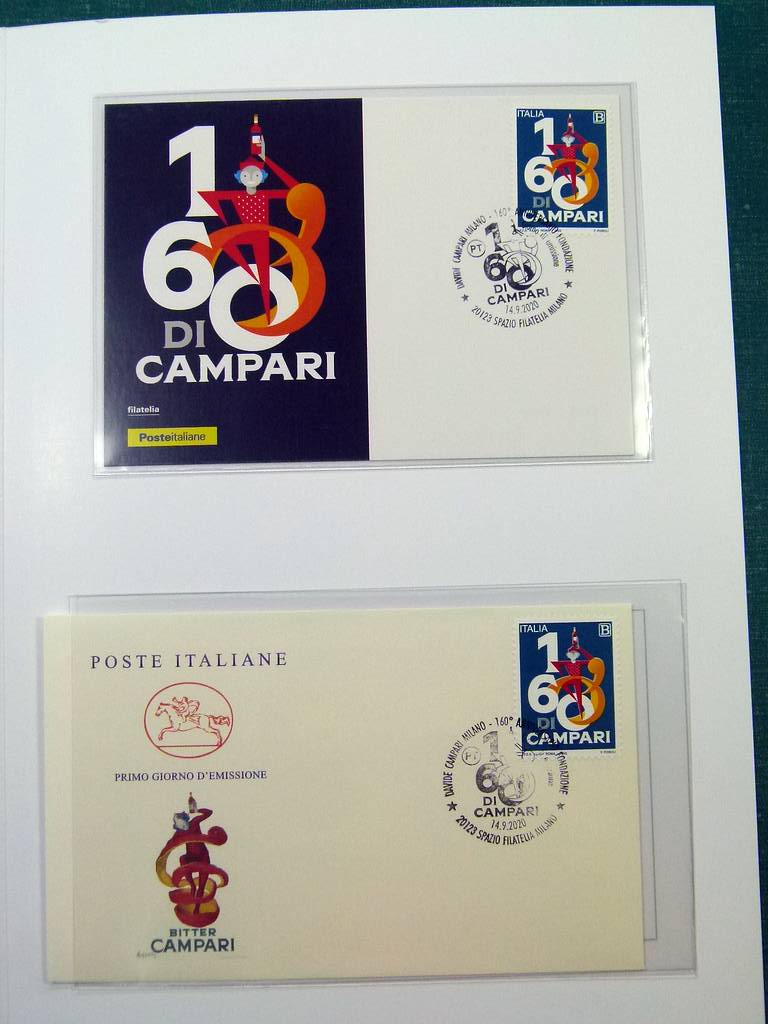 160
DI
CAMPARI
filatelia
Posteitaliane
ITALIA B
160
DI
CAMPARI
DAVIDE CAMPARI MILANO - 160° FONDAZIONE
PT
160
DI
CAMPARI
14.9.2020
20123 SPAZIO FILATELIA MILANO
POSTE ITALIANE
PRIMO GIORNO D'EMISSIONE
BITTER
CAMPARI
ITALIA B
160
DI
CAMPARI
DAVIDE CAMPARI MILANO - 160° FONDAZIONE
PT
160
DI
CAMPARI
14.9.2020
20123 SPAZIO FILATELIA MILANO